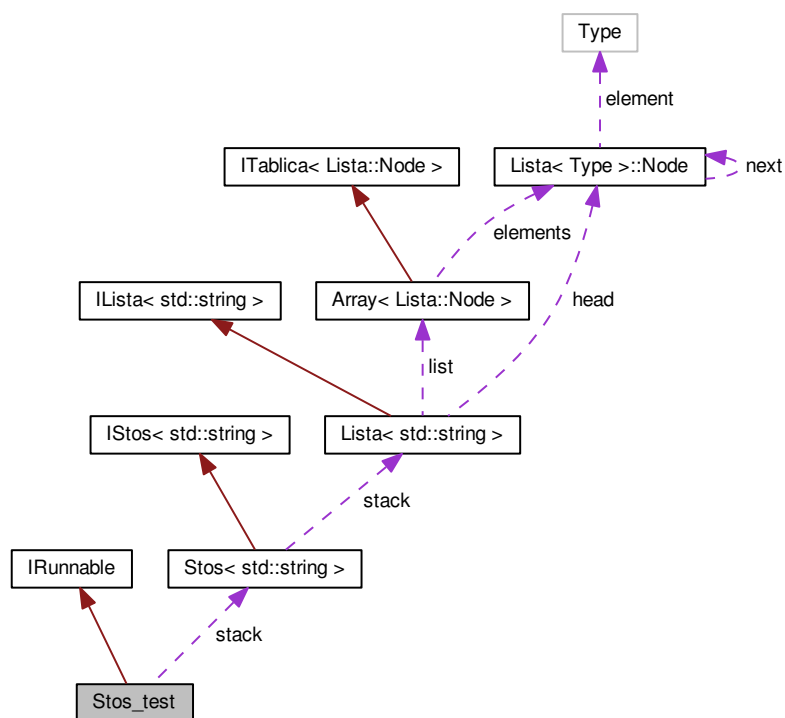 Type
element
ITablica< Lista::Node >
Lista< Type >::Node
next
elements
IList​a< std::string >
Array< Lista::Node >
head
list
IStos< std::string >
Lista< std::string >
stack
IRunnable
Stos< std::string >
stack
Stos_test